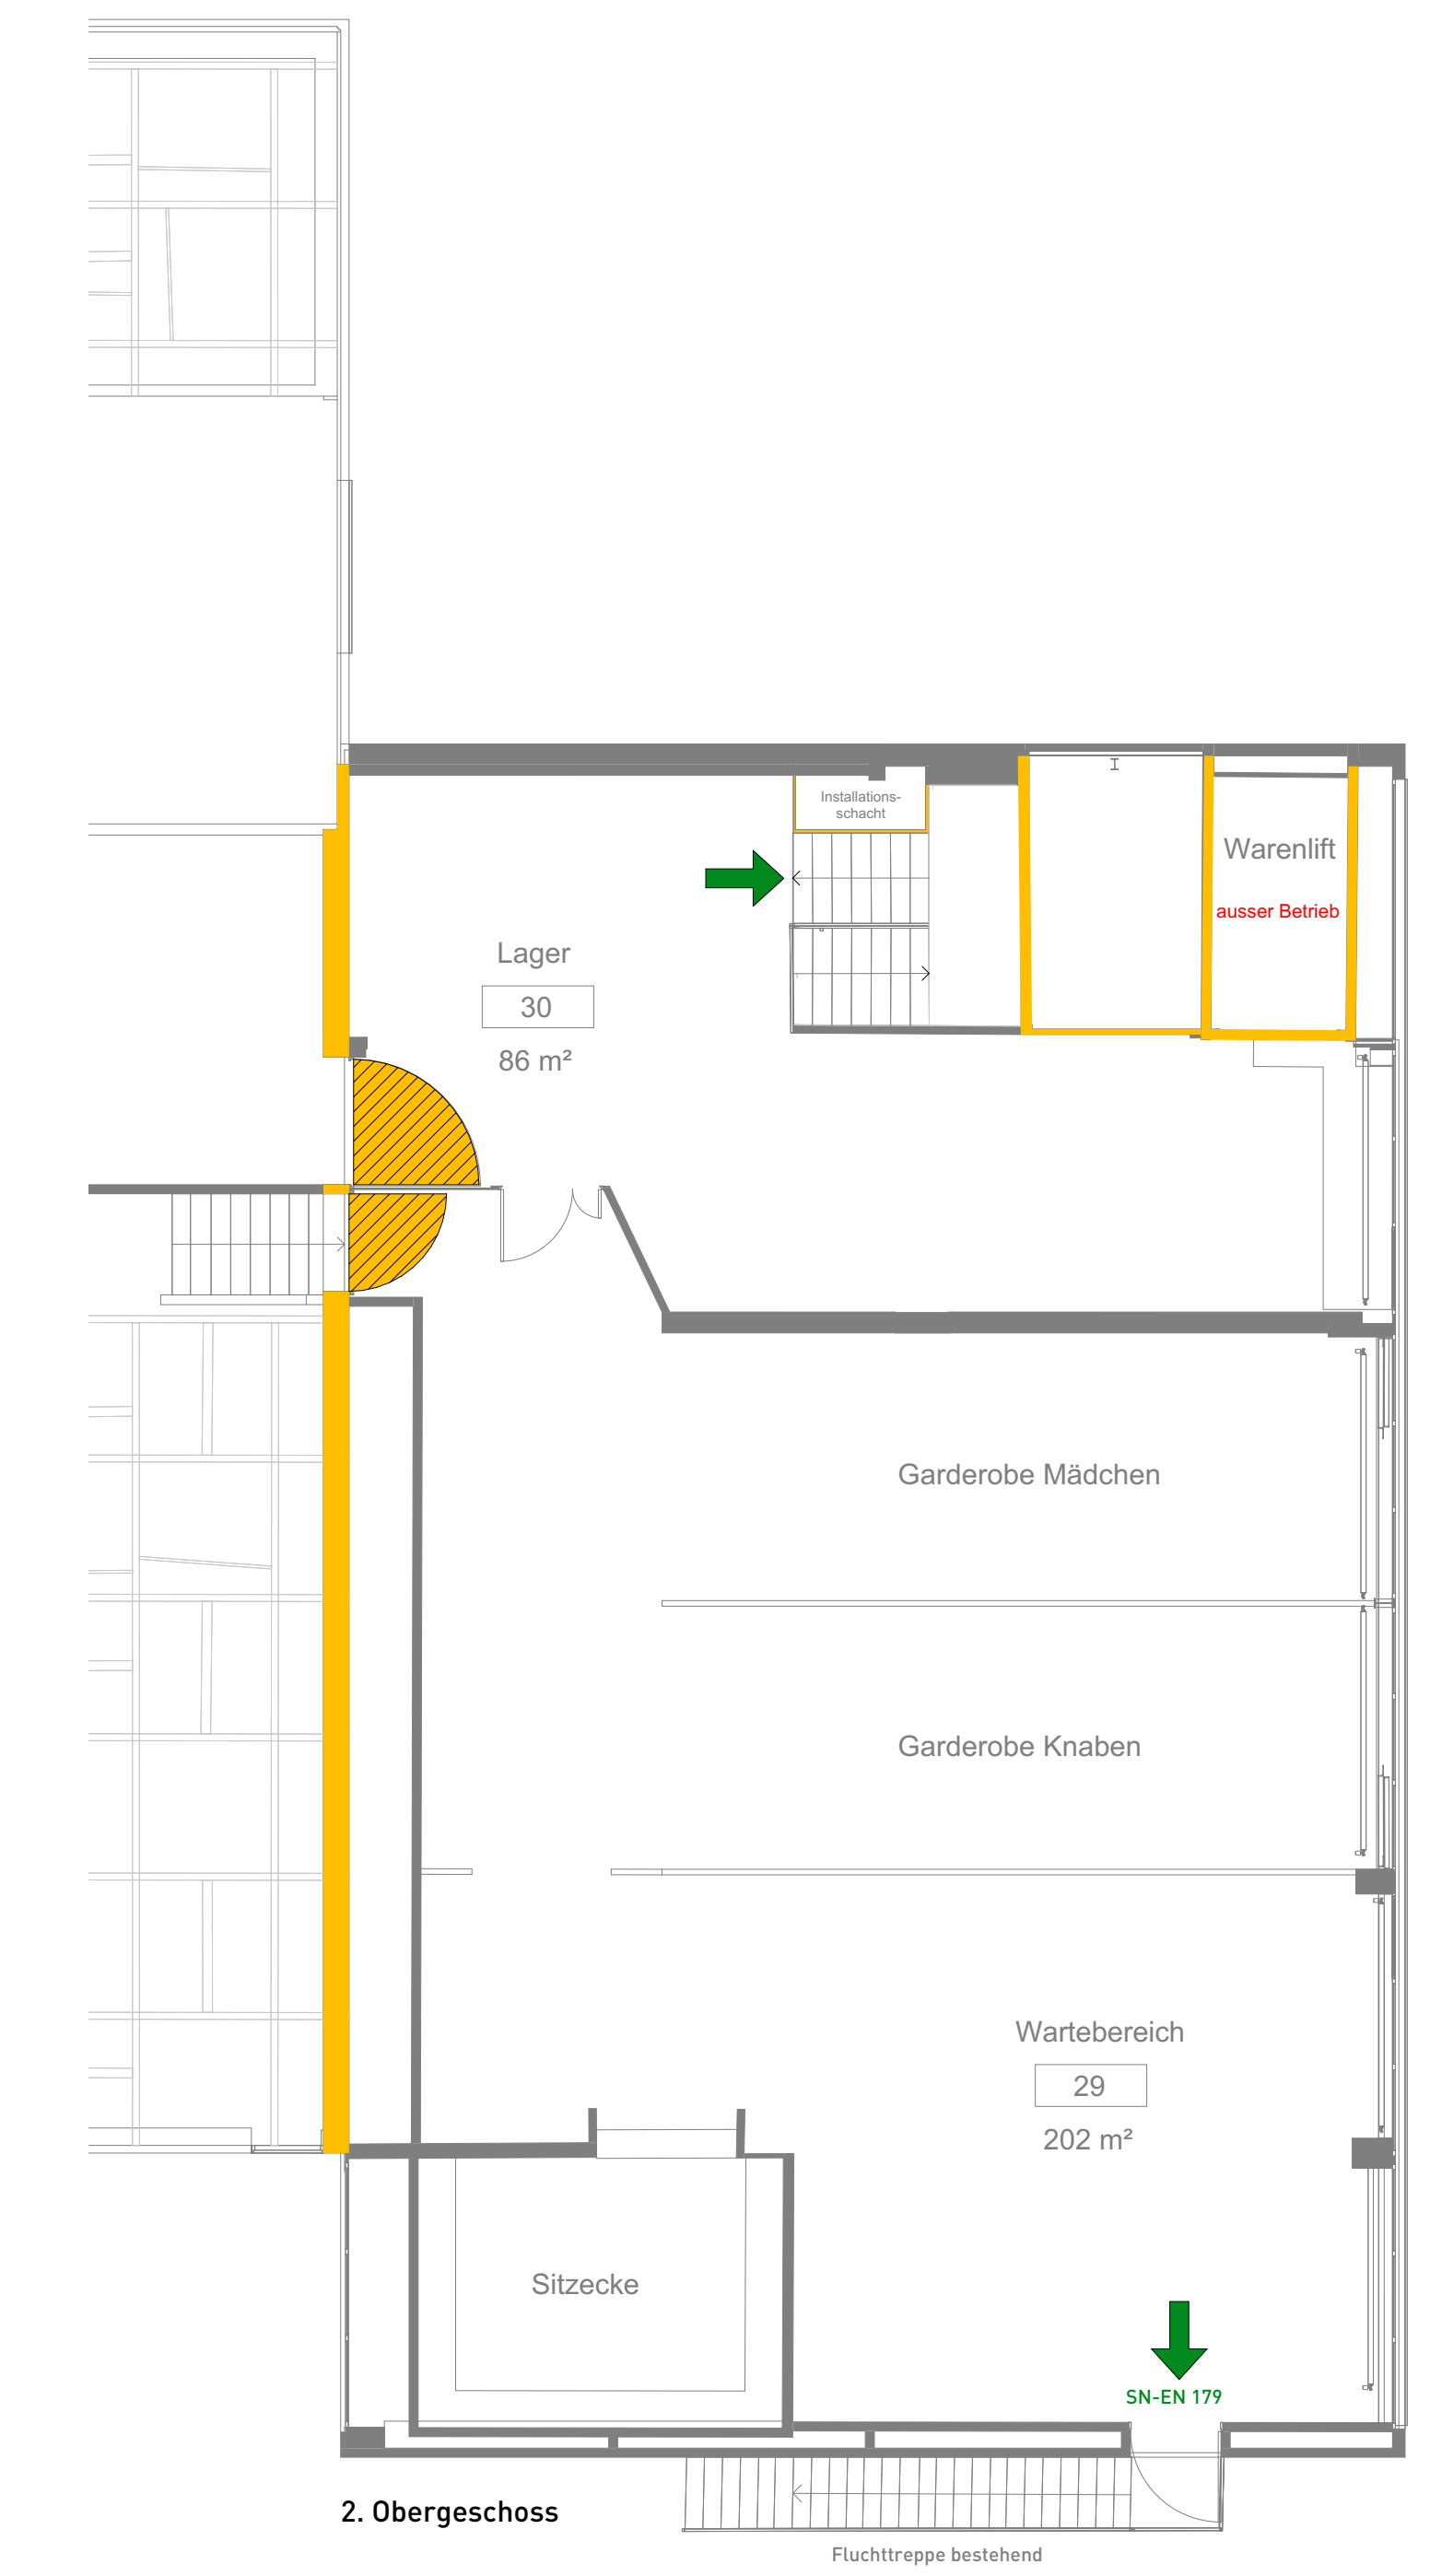 Installations-
schacht
Warenlift
ausser Betrieb
Lager
30
86 m²
Garderobe Mädchen
Garderobe Knaben
Wartebereich
29
202 m²
Sitzecke
SN-EN 179
2. Obergeschoss
Fluchttreppe bestehend